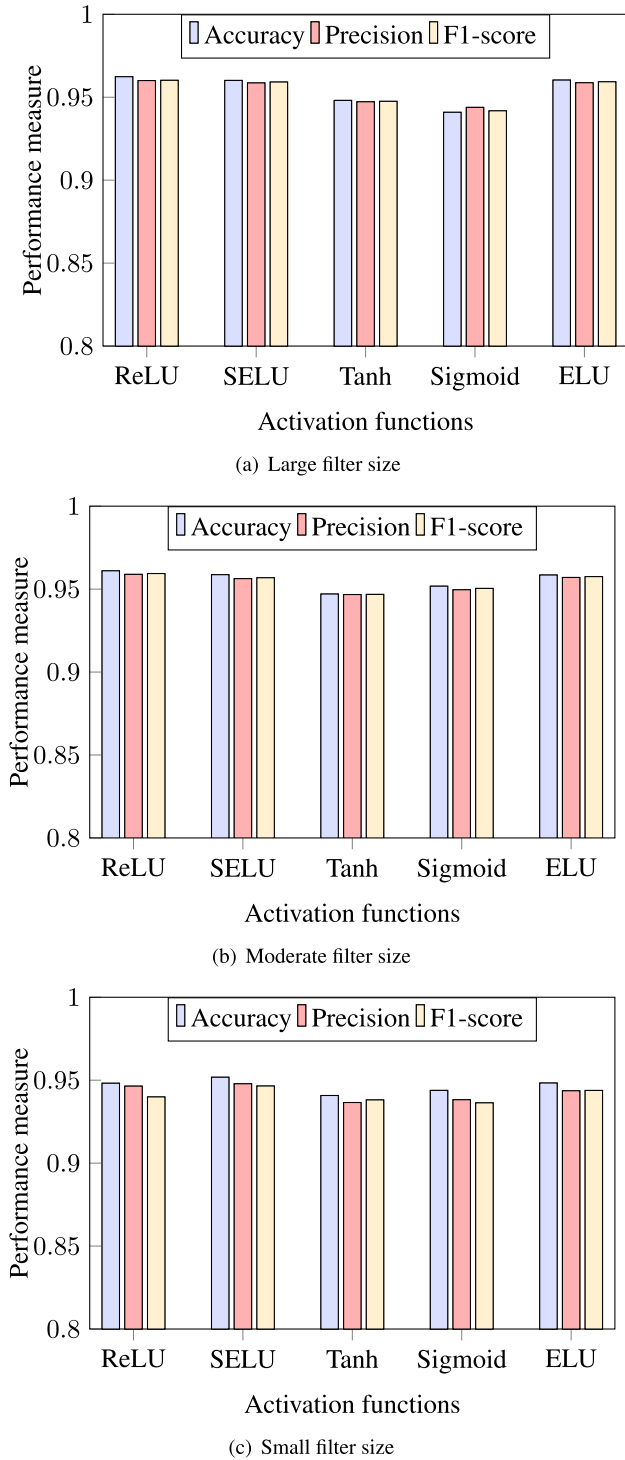 1
Accuracy Precision F1-score
0.95
0.9
0.85
0.8
Performance measure
ReLU SELU Tanh Sigmoid ELU
Activation functions
(a) Large filter size
1
Accuracy Precision F1-score
0.95
0.9
0.85
0.8
Performance measure
ReLU SELU Tanh Sigmoid ELU
Activation functions
(b) Moderate filter size
1
Accuracy Precision F1-score
0.95
0.9
0.85
0.8
Performance measure
ReLU SELU Tanh Sigmoid ELU
Activation functions
(c) Small filter size